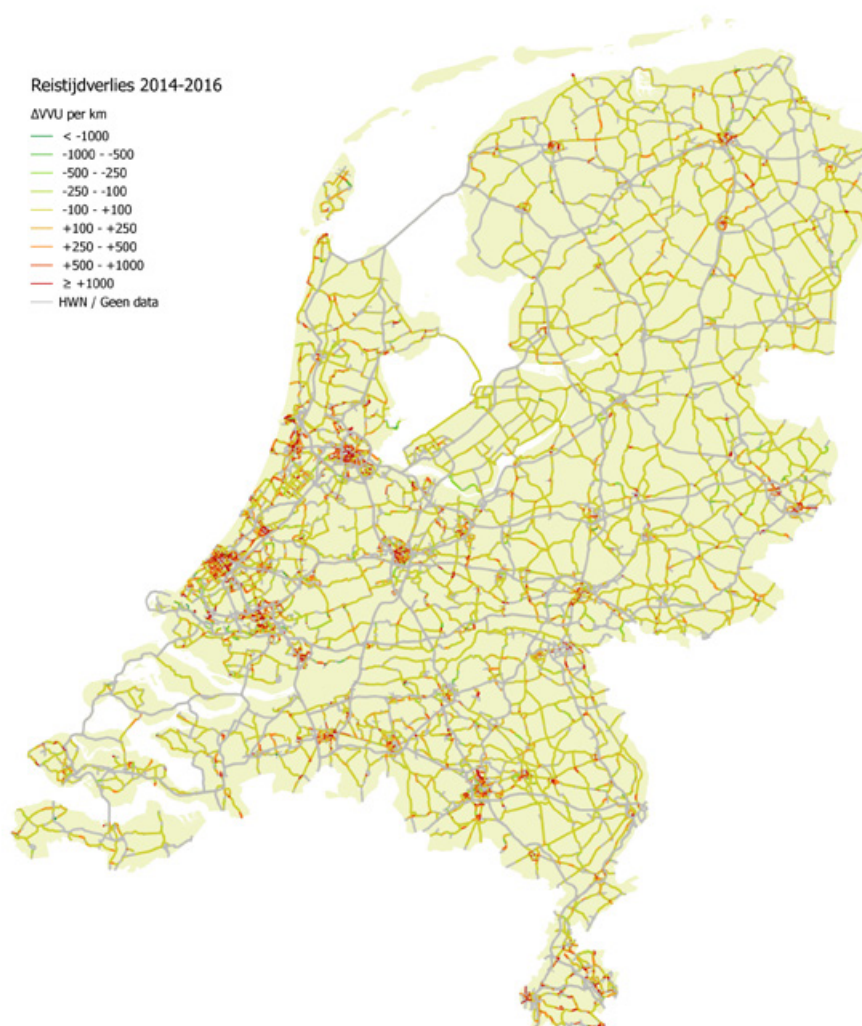 Reistijdverlies 2014-2016
ΔVVU per km
< -1000
-1000 - -500
-500 - -250
-250 - -100
-100 - +100
+100 - +250
+250 - +500
+500 - +1000
≥ +1000
HWN / Geen data